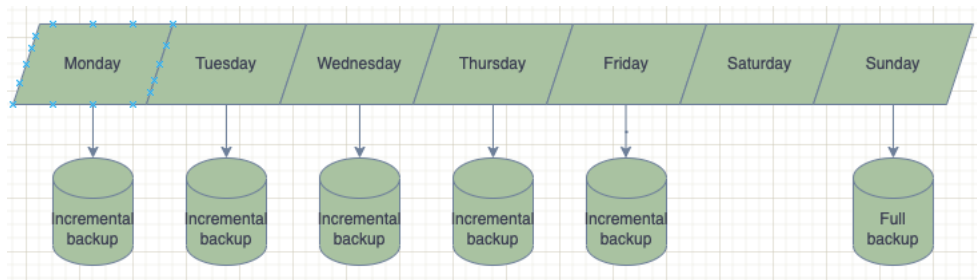 Monday Tuesday Wednesday Thursday Friday Saturday Sunday
Incremental Incremental Incremental Incremental Incremental Full
backup backup backup backup backup backup